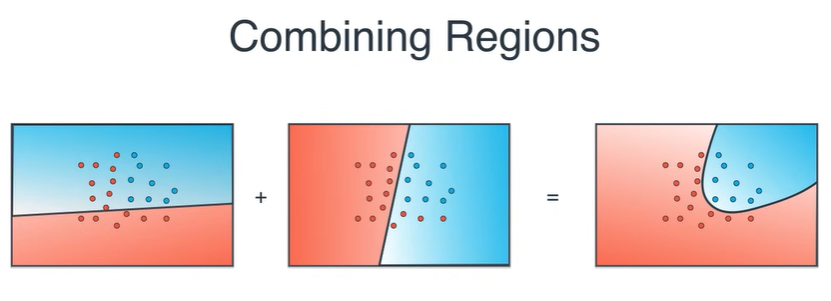 Combining Regions
+ =